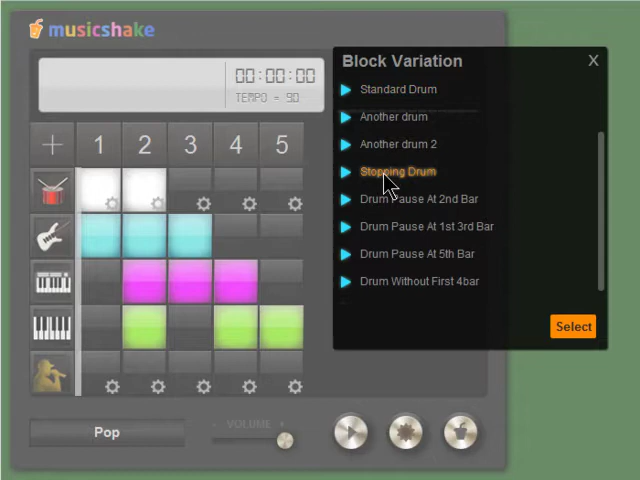 musicshake
00:00:00
TEMPO = 90
+ 1 2 3 4 5
Pop
- VOLUME +
Block Variation X
Standard Drum
Another drum
Another drum 2
Stopping Drum
Drum Pause At 2nd Bar
Drum Pause At 1st 3rd Bar
Drum Pause At 5th Bar
Drum Without First 4bar
Select